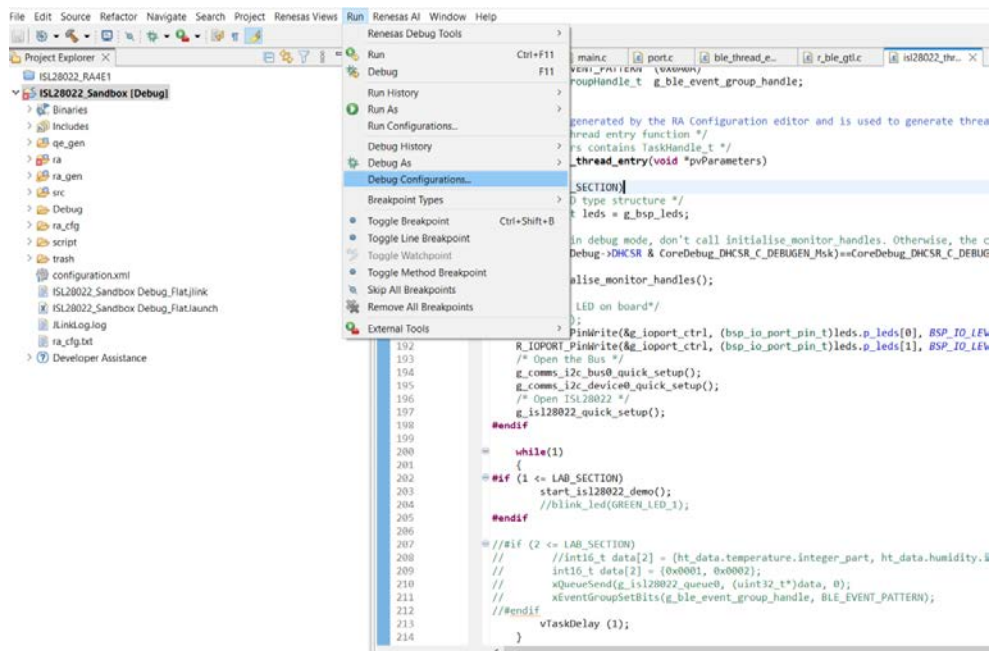 File Edit Source Refactor Navigate Search Project Renesas Views Run Renesas AI Window Help
Project Explorer
ISL28022_RA4E1
ISL28022_Sandbox [Debug]
Binaries
Includes
qe_gen
ra
ra_gen
src
Debug
ra_cfg
script
trash
configuration.xml
ISL28022_Sandbox Debug_Flat.jlink
ISL28022_Sandbox Debug_Flat.launch
JLinkLog.log
ra_cfg.txt
Developer Assistance
Renesas Debug Tools
Run Ctrl+F11
Debug F11
Run History
Run As
Run Configurations...
Debug History
Debug As
Debug Configurations...
Breakpoint Types
Toggle Breakpoint Ctrl+Shift+B
Toggle Line Breakpoint
Toggle Watchpoint
Toggle Method Breakpoint
Skip All Breakpoints
Remove All Breakpoints
External Tools
main.c port.c ble_thread_e... r_ble_gtl.c isl28022_thr...
roupHandle_t g_ble_event_group_handle;
generated by the RA Configuration editor and is used to generate threa
hread entry function */
rs contains TaskHandle_t */
_thread_entry(void *pvParameters)
_SECTION)
D type structure */
t leds = g_bsp_leds;
in debug mode, don't call initialise_monitor_handles. Otherwise, the c
Debug->DHCSR & CoreDebug_DHCSR_C_DEBUGEN_Msk)==CoreDebug_DHCSR_C_DEBUG
alise_monitor_handles();
LED on board*/
);
PinWrite(&g_ioport_ctrl, (bsp_io_port_pin_t)leds.p_leds[0], BSP_IO_LEV
192 R_IOPORT_PinWrite(&g_ioport_ctrl, (bsp_io_port_pin_t)leds.p_leds[1], BSP_IO_LEV
193 /* Open the Bus */
194 g_comms_i2c_bus0_quick_setup();
195 g_comms_i2c_device0_quick_setup();
196 /* Open ISL28022 */
197 g_isl28022_quick_setup();
198 #endif
199
200 while(1)
201 {
202 #if (1 <= LAB_SECTION)
203 start_isl28022_demo();
204 //blink_led(GREEN_LED_1);
205 #endif
206
207 //#if (2 <= LAB_SECTION)
208 // //int16_t data[2] = {ht_data.temperature.integer_part, ht_data.humidity.i
209 // int16_t data[2] = {0x0001, 0x0002};
210 // xQueueSend(g_isl28022_queue0, (uint32_t*)data, 0);
211 // xEventGroupSetBits(g_ble_event_group_handle, BLE_EVENT_PATTERN);
212 //#endif
213 vTaskDelay (1);
214 }